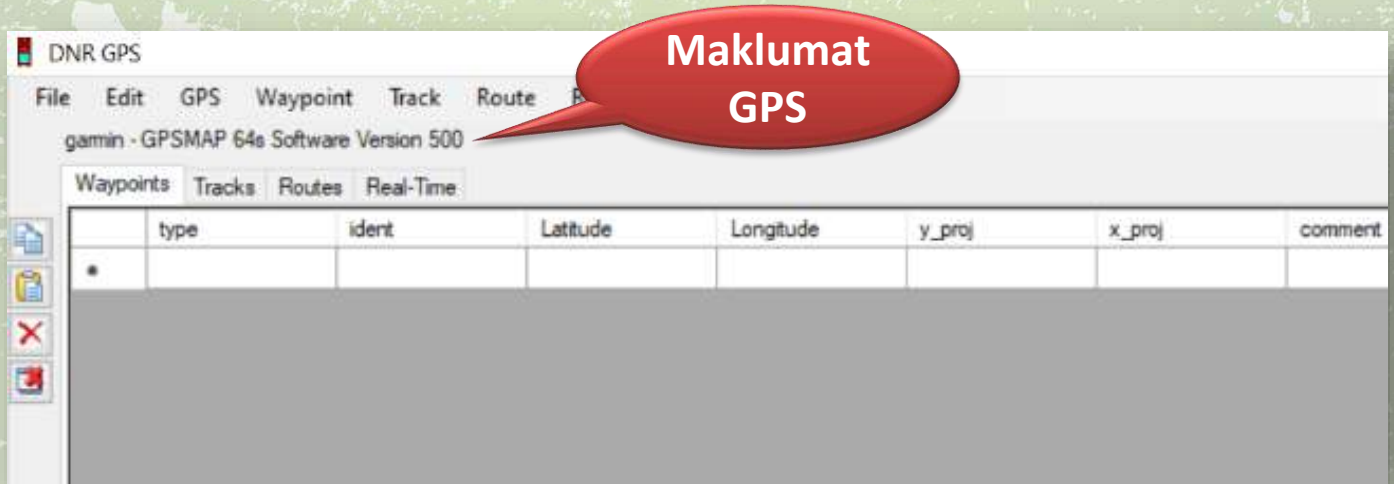 DNR GPS
Maklumat
GPS
File Edit GPS Waypoint Track Route
garmin - GPSMAP 64s Software Version 500
Waypoints Tracks Routes Real-Time
type ident Latitude Longitude y_proj x_proj comment